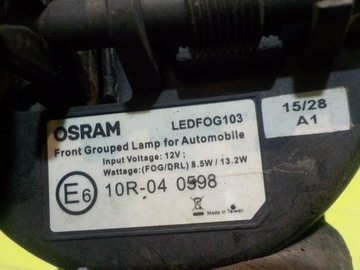 OSRAM LEDFOG103
Front Grouped Lamp for Automobile
Input Voltage: 12V
Wattage:(FOG/DRL) 8.5W / 13.2W
E6 10R-04 0598
Made in Taiwan
15/28
A1